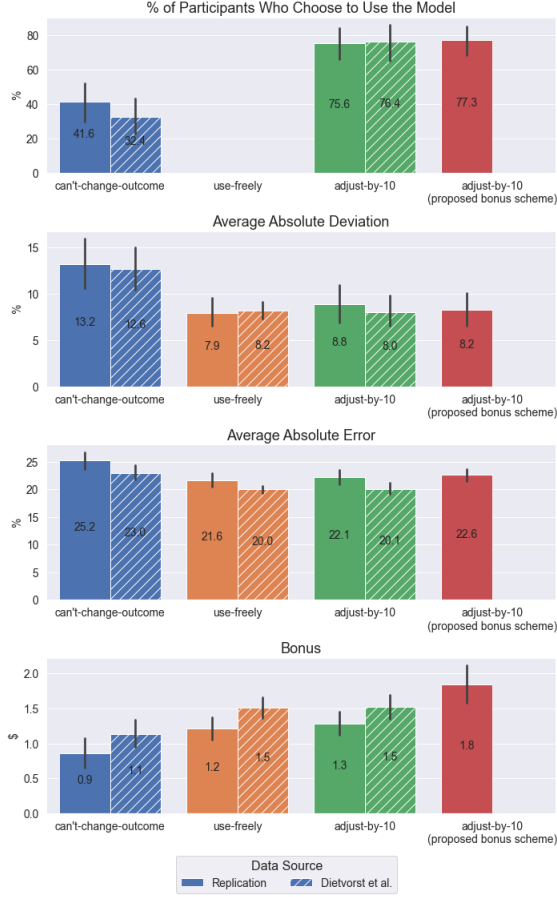 % of Participants Who Choose to Use the Model
80
60
40
20
0
%
41.6
32.4
75.6
76.4
77.3
can't-change-outcome
use-freely
adjust-by-10
adjust-by-10
(proposed bonus scheme)
Average Absolute Deviation
15
10
5
0
%
13.2
12.6
7.9
8.2
8.8
8.0
8.2
can't-change-outcome
use-freely
adjust-by-10
adjust-by-10
(proposed bonus scheme)
Average Absolute Error
25
20
15
10
5
0
%
25.2
23.0
21.6
20.0
22.1
20.1
22.6
can't-change-outcome
use-freely
adjust-by-10
adjust-by-10
(proposed bonus scheme)
Bonus
2.0
1.5
1.0
0.5
0.0
$
0.9
1.1
1.2
1.5
1.3
1.5
1.8
can't-change-outcome
use-freely
adjust-by-10
adjust-by-10
(proposed bonus scheme)
Data Source
Replication
Dietvorst et al.